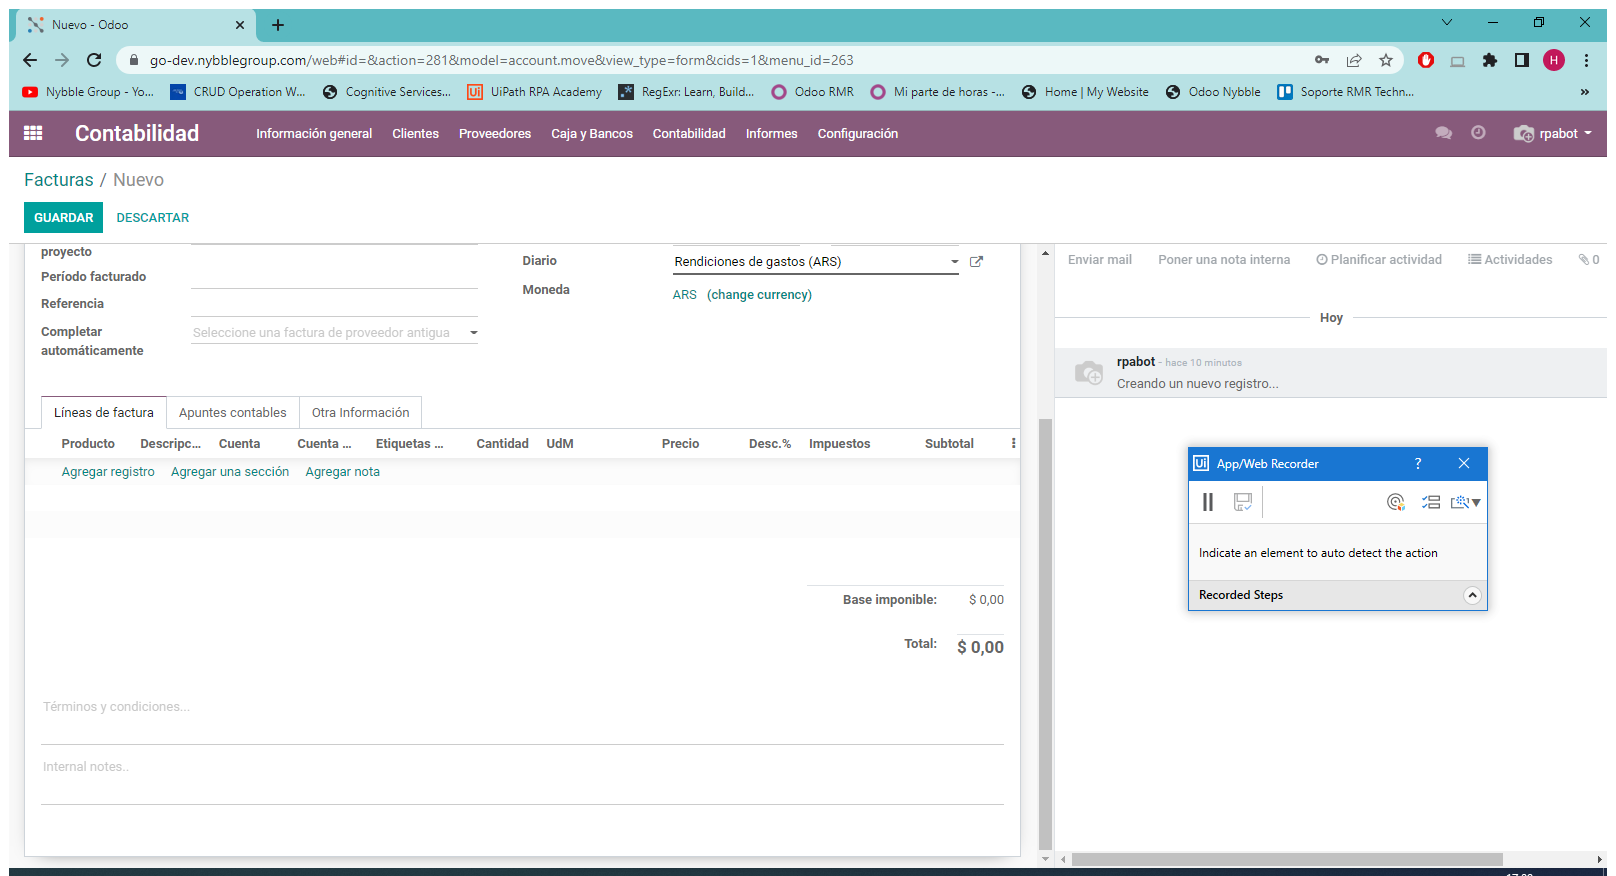 Nuevo - Odoo
go-dev.nybblegroup.com/web#id=&action=281&model=account.move&view_type=form&cids=1&menu_id=263
H
Nybble Group - Yo... CRUD Operation W... Cognitive Services... UiPath RPA Academy RegExr: Learn, Build... Odoo RMR Mi parte de horas -... Home | My Website Odoo Nybble Soporte RMR Techn... »
Contabilidad Información general Clientes Proveedores Caja y Bancos Contabilidad Informes Configuración rpabot
Facturas / Nuevo
GUARDAR DESCARTAR
proyecto
Período facturado
Referencia
Completar automáticamente
Seleccione una factura de proveedor antigua
Diario Rendiciones de gastos (ARS)
Moneda ARS (change currency)
Líneas de factura Apuntes contables Otra Información
Producto Descripc... Cuenta Cuenta ... Etiquetas ... Cantidad UdM Precio Desc.% Impuestos Subtotal
Agregar registro Agregar una sección Agregar nota
Base imponible: $ 0,00
Total: $ 0,00
Términos y condiciones...
Internal notes..
Enviar mail Poner una nota interna Planificar actividad Actividades 0
Hoy
rpabot - hace 10 minutos
Creando un nuevo registro...
Ui App/Web Recorder ?
Indicate an element to auto detect the action
Recorded Steps